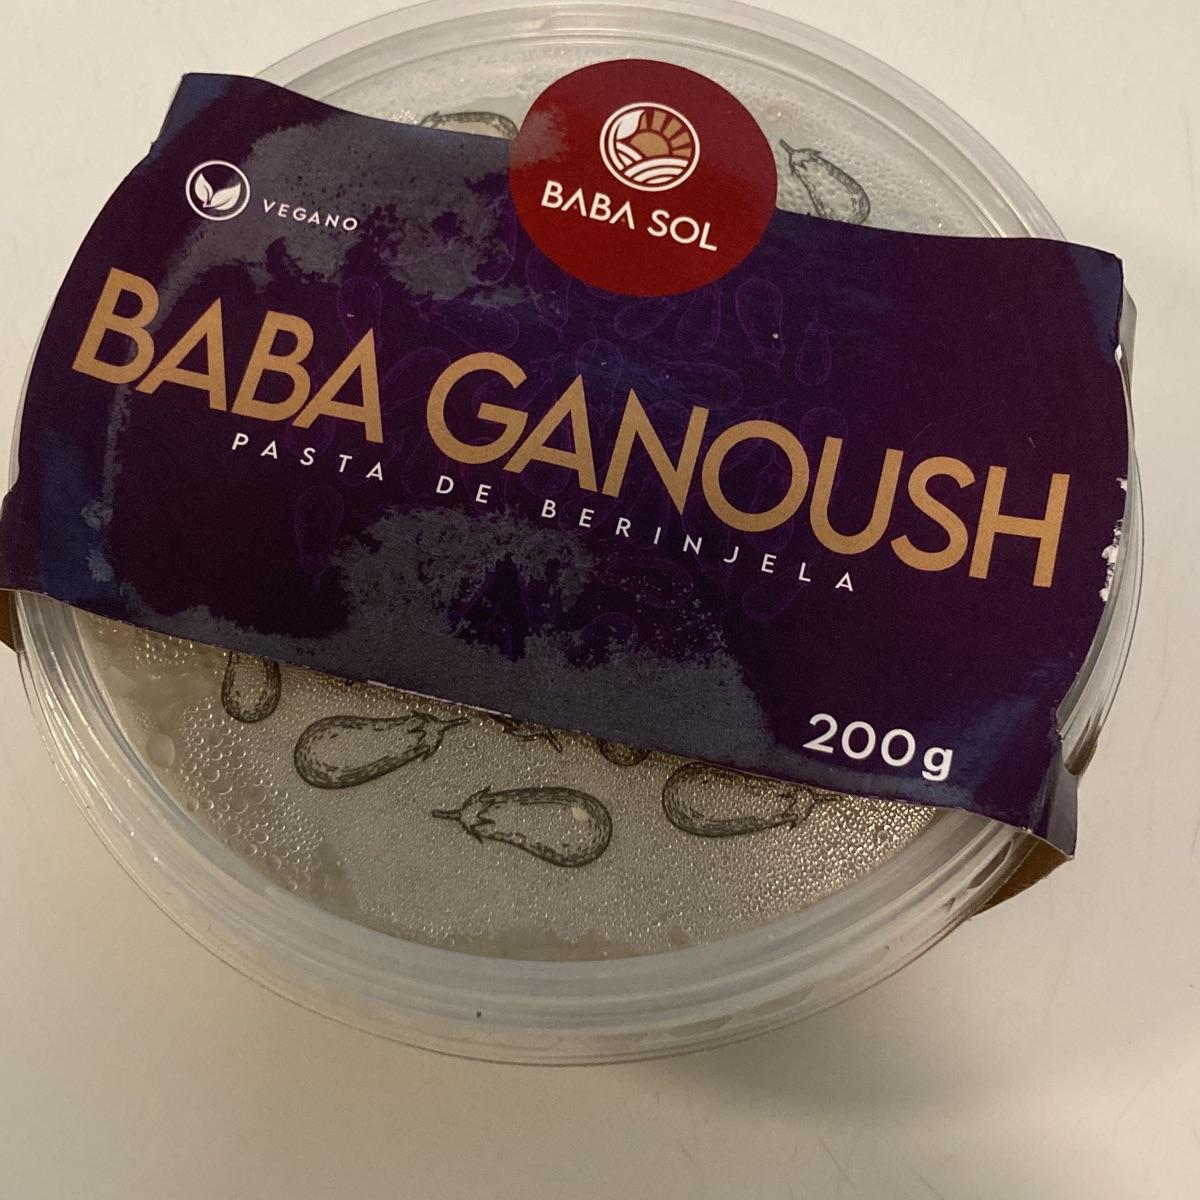 BABA SOL
VEGANO
BABA GANOUSH
PASTA DE BERINJELA
200g